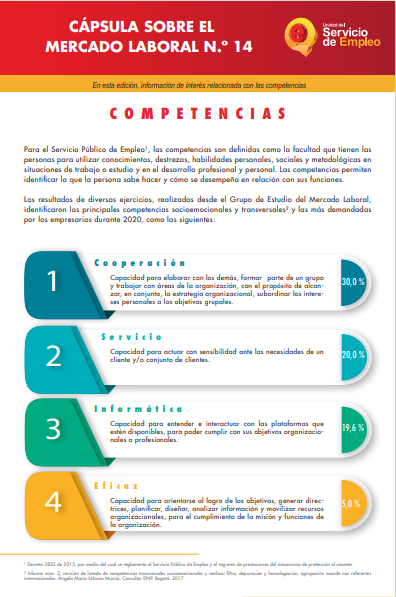 CÁPSULA SOBRE EL
MERCADO LABORAL N.º 14
Unidad del
Servicio
de Empleo
En esta edición, información de interés relacionada con las competencias
COMPETENCIAS
Para el Servicio Público de Empleo¹, las competencias son definidas como la facultad que tienen las
personas para utilizar conocimientos, destrezas, habilidades personales, sociales y metodológicas en
situaciones de trabajo o estudio y en el desarrollo profesional y personal. Las competencias permiten
identificar lo que la persona sabe hacer y cómo se desempeña en relación con sus funciones.
Los resultados de diversos ejercicios, realizados desde el Grupo de Estudio del Mercado Laboral,
identificaron las principales competencias socioemocionales y transversales² y las más demandadas
por los empresarios durante 2020, como las siguientes:
1
Cooperación
Capacidad para elaborar con los demás, formar parte de un grupo
y trabajar con áreas de la organización, con el propósito de alcan-
zar, en conjunto, la estrategia organizacional, subordinar los intere-
ses personales a los objetivos grupales.
30,0 %
2
Servicio
Capacidad para actuar con sensibilidad ante las necesidades de un
cliente y/o conjunto de clientes.
20,0 %
3
Informática
Capacidad para entender e interactuar con las plataformas que
estén disponibles, para poder cumplir con sus objetivos organizacio-
nales o profesionales.
19,6 %
4
Eficaz
Capacidad para orientarse al logro de los objetivos, generar direc-
trices, planificar, diseñar, analizar información y movilizar recursos
organizacionales, para el cumplimiento de la misión y funciones de
la organización.
5,0 %
¹ Decreto 2852 de 2013, por medio del cual se reglamenta el Servicio Público de Empleo y el régimen de prestaciones del mecanismo de protección al cesante.
² Informe núm. 2, revisión de listado de competencias transversales socioemocionales y realizar filtro, depuración y homologación, agrupación acorde con referentes
internacionales. Angela María Urbano Murcia, Consultor DNP. Bogotá. 2017.